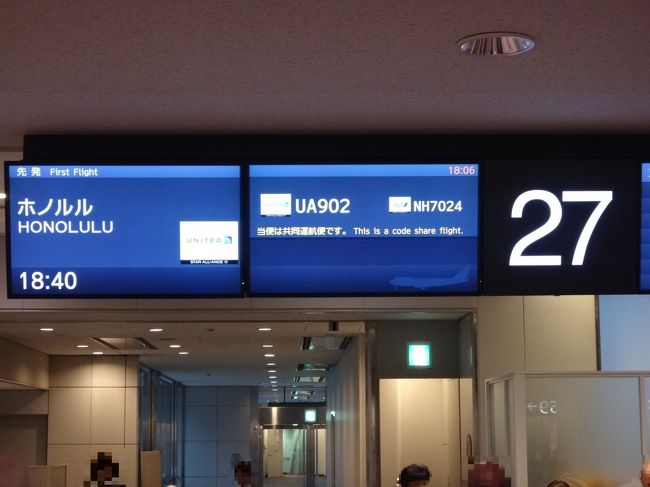 先発 First Flight
ホノルル
HONOLULU
UNITED
STAR ALLIANCE
18:40
18:06
UA902 NH7024
当便は共同運航便です。 This is a code share flight.
27